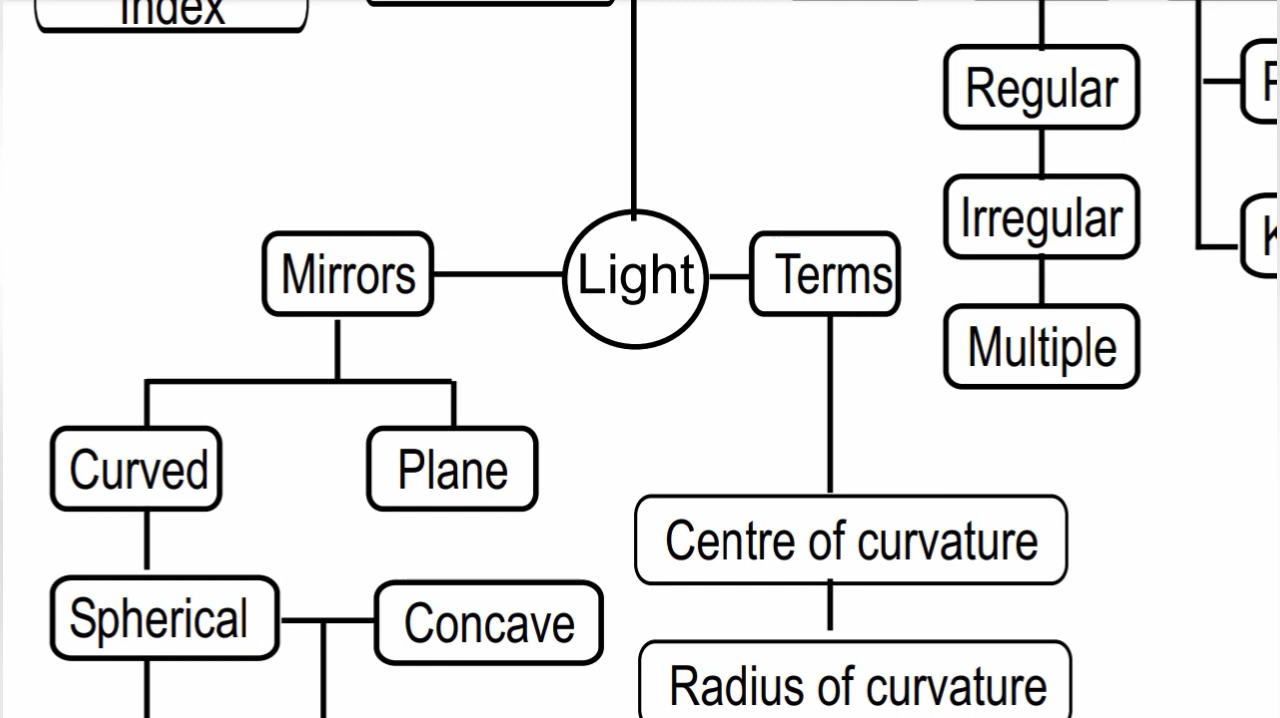 Index
Regular
Irregular
Mirrors
Light
Terms
Multiple
Curved
Plane
Centre of curvature
Spherical
Concave
Radius of curvature